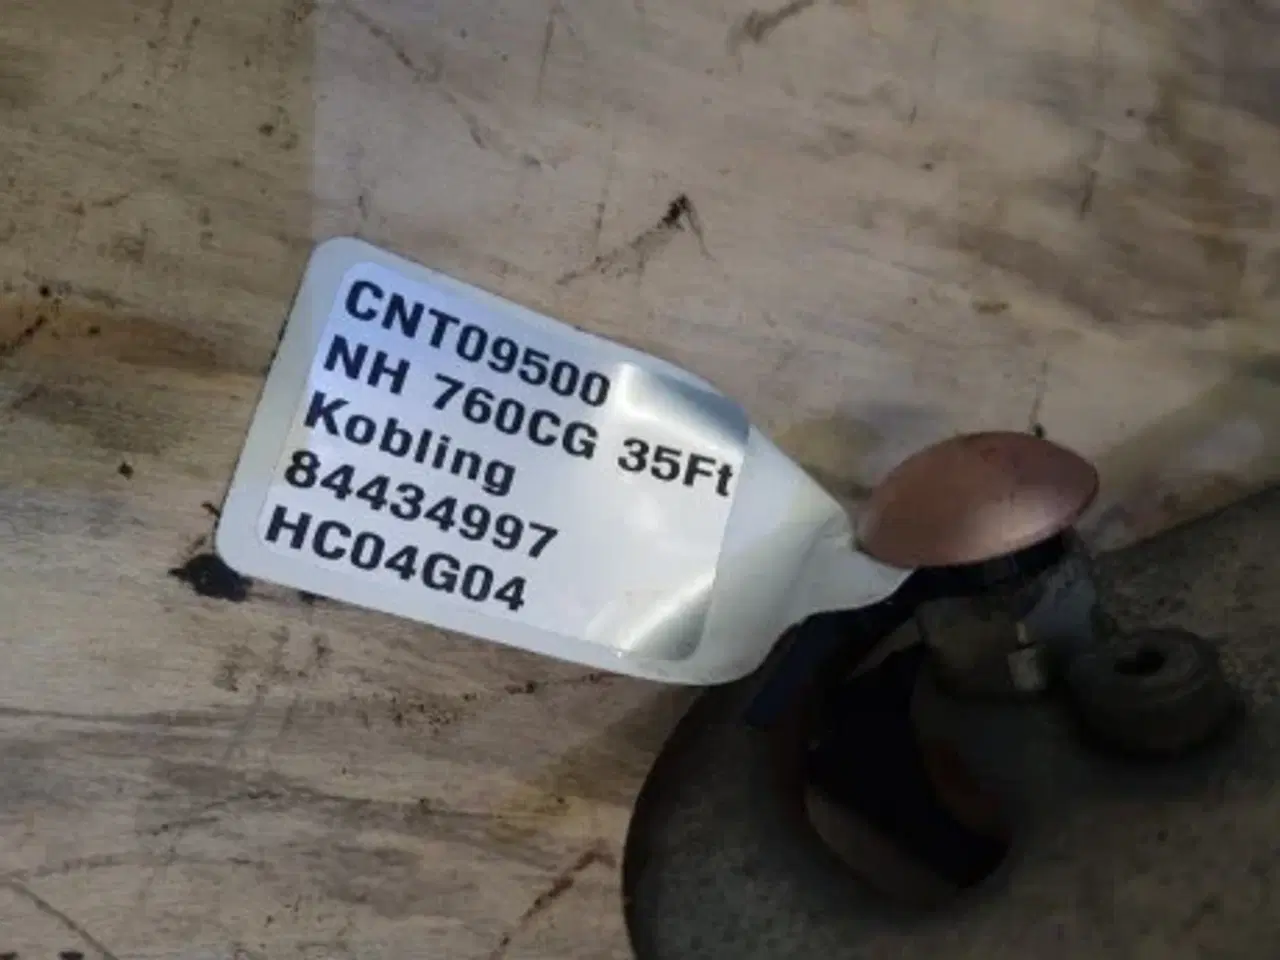 CNT09500
NH 760CG 35Ft
Kobling
84434997
HC04G04